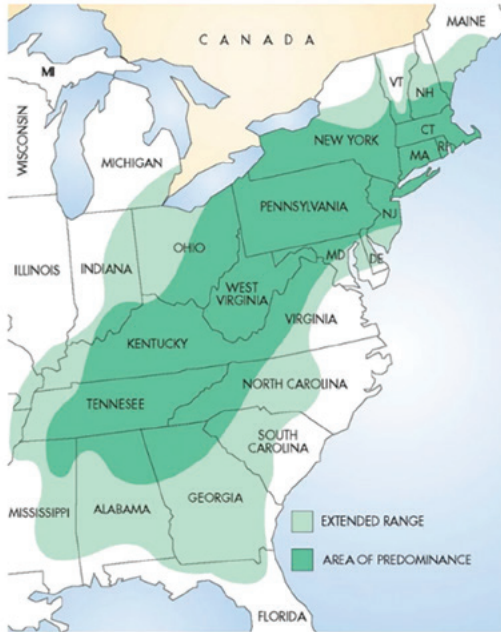 MAINE
CANADA
MI
VT
NH
WISCONSIN
NEW YORK
CT
MICHIGAN
MA
RI
PENNSYLVANIA
NJ
OHIO
MD
DE
ILLINOIS
INDIANA
WEST
VIRGINIA
VIRGINIA
KENTUCKY
NORTH CAROLINA
TENNESEE
SOUTH
CAROLINA
MISSISSIPPI
ALABAMA
GEORGIA
EXTENDED RANGE
AREA OF PREDOMINANCE
FLORIDA